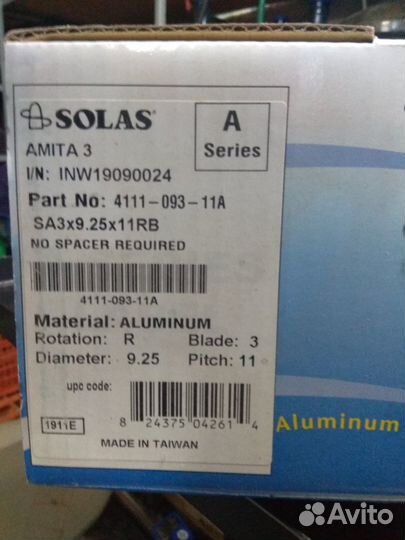 SOLAS
A
Series
AMITA 3
I/N: INW19090024
Part No: 4111-093-11A
SA3x9.25x11RB
NO SPACER REQUIRED
4111-093-11A
Material: ALUMINUM
Rotation: R Blade: 3
Diameter: 9.25 Pitch: 11
upc code:
8 24375 04261 4
1911E
MADE IN TAIWAN
Aluminum
Avito